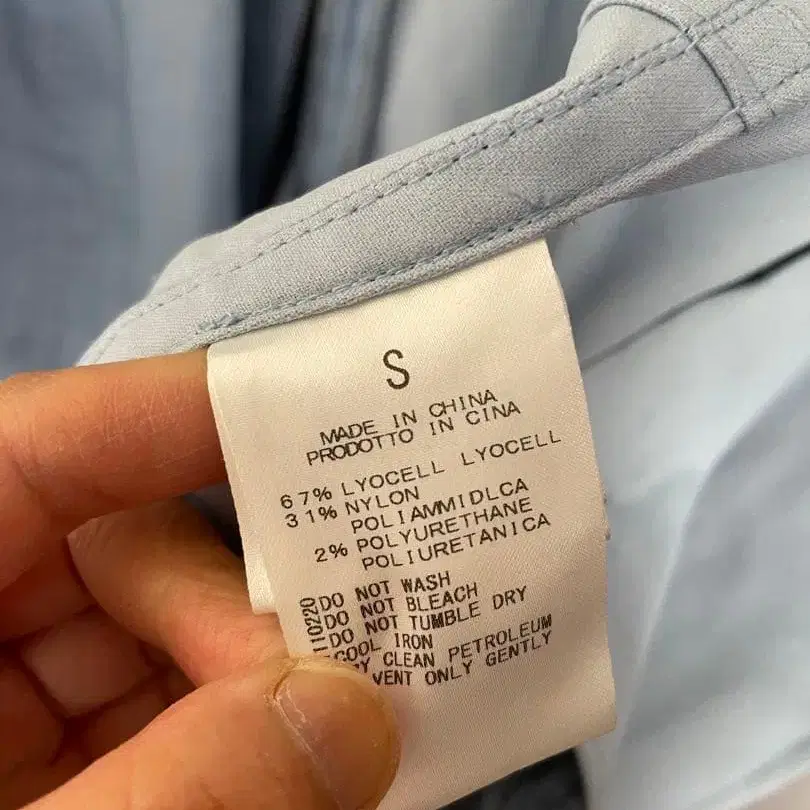 S
MADE IN CHINA
PRODOTTO IN CINA
67% LYOCELL LYOCELL
31% NYLON
POLIAMMIDLCA
2% POLYURETHANE
POLIURETANICA
110220
DO NOT WASH
DO NOT BLEACH
DO NOT TUMBLE DRY
COOL IRON
CLEAN PETROLEUM
VENT ONLY GENTLY